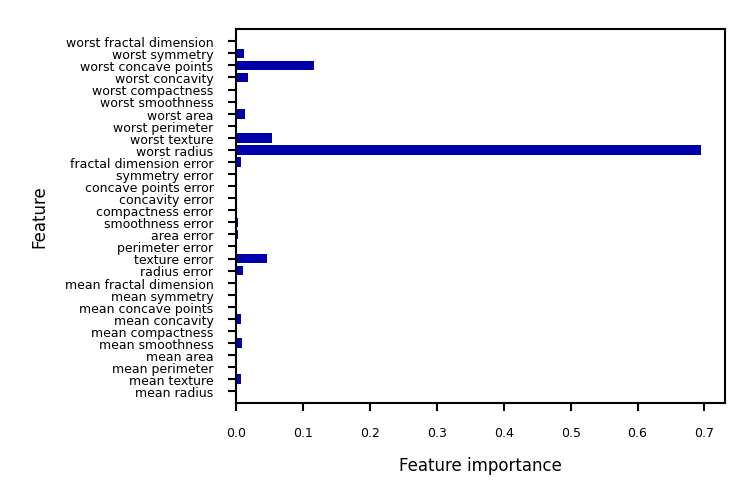 worst fractal dimension
worst symmetry
worst concave points
worst concavity
worst compactness
worst smoothness
worst area
worst perimeter
worst texture
worst radius
fractal dimension error
symmetry error
concave points error
concavity error
compactness error
smoothness error
area error
perimeter error
texture error
radius error
mean fractal dimension
mean symmetry
mean concave points
mean concavity
mean compactness
mean smoothness
mean area
mean perimeter
mean texture
mean radius
Feature
0.0 0.1 0.2 0.3 0.4 0.5 0.6 0.7
Feature importance